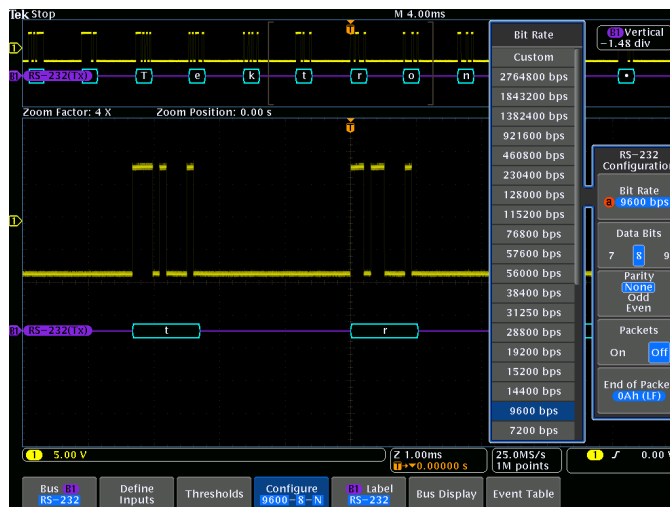 Tek Stop
M 4.00ms
Bit Rate
B1 Vertical
−1.48 div
1
T
B1 RS-232(Tx)
T e k t r o n
Custom
2764800 bps
1843200 bps
1382400 bps
921600 bps
460800 bps
230400 bps
128000 bps
115200 bps
76800 bps
57600 bps
56000 bps
38400 bps
31250 bps
28800 bps
19200 bps
15200 bps
14400 bps
9600 bps
7200 bps
Zoom Factor: 4 X
Zoom Position: 0.00 s
T
1
B1 RS-232(Tx)
t r
RS-232
Configuration
Bit Rate
a 9600 bps
Data Bits
7 8 9
Parity
None
Odd
Even
Packets
On Off
End of Packe
0Ah (LF)
1 5.00 V
Z 1.00ms
T→▼0.00000 s
25.0MS/s
1M points
1 0.00 V
Bus B1
RS-232
Define
Inputs
Thresholds
Configure
9600-8-N
B1 Label
RS-232
Bus Display
Event Table